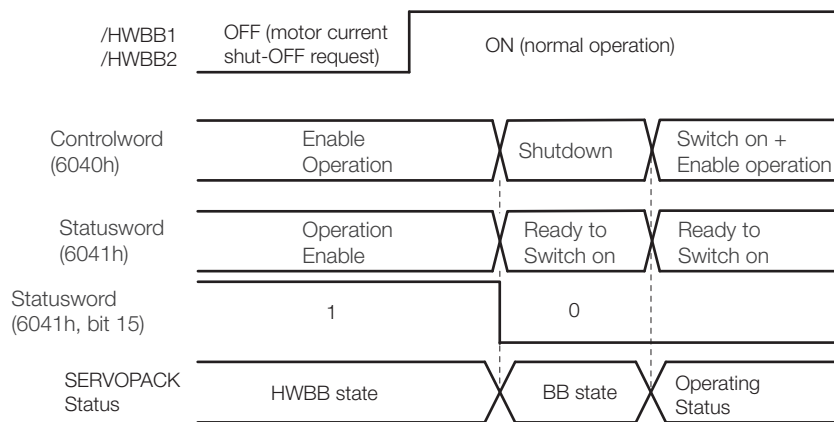 /HWBB1
/HWBB2
OFF (motor current
shut-OFF request)
ON (normal operation)
Controlword
(6040h)
Enable
Operation
Shutdown
Switch on +
Enable operation
Statusword
(6041h)
Operation
Enable
Ready to
Switch on
Ready to
Switch on
Statusword
(6041h, bit 15)
1
0
SERVOPACK
Status
HWBB state
BB state
Operating
Status